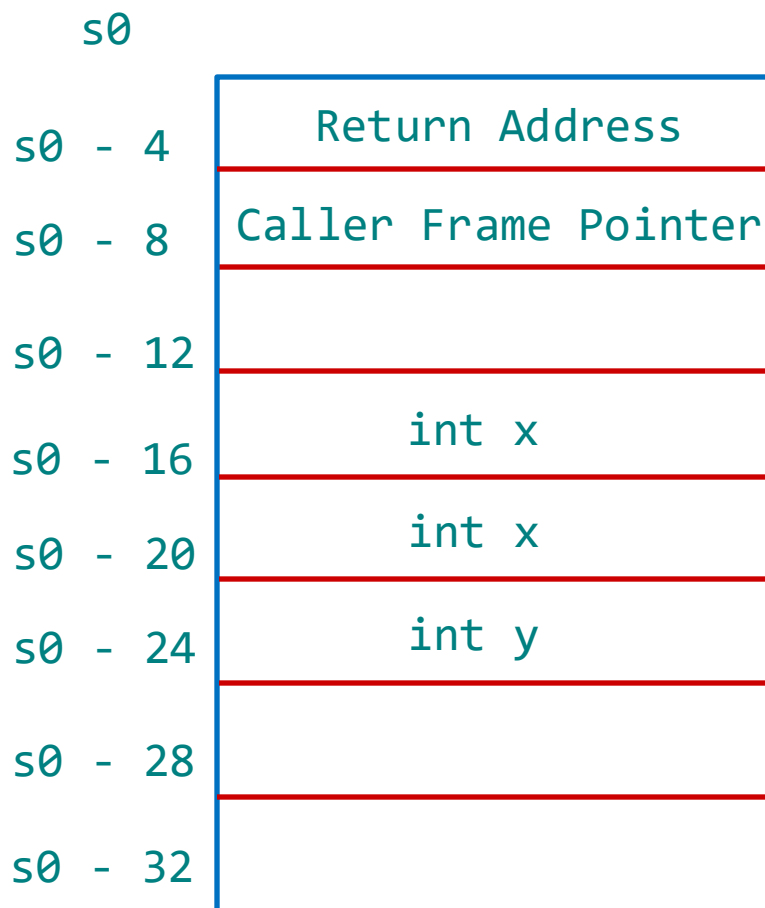 s0
s0 - 4 Return Address
s0 - 8 Caller Frame Pointer
s0 - 12
s0 - 16 int x
s0 - 20 int x
s0 - 24 int y
s0 - 28
s0 - 32